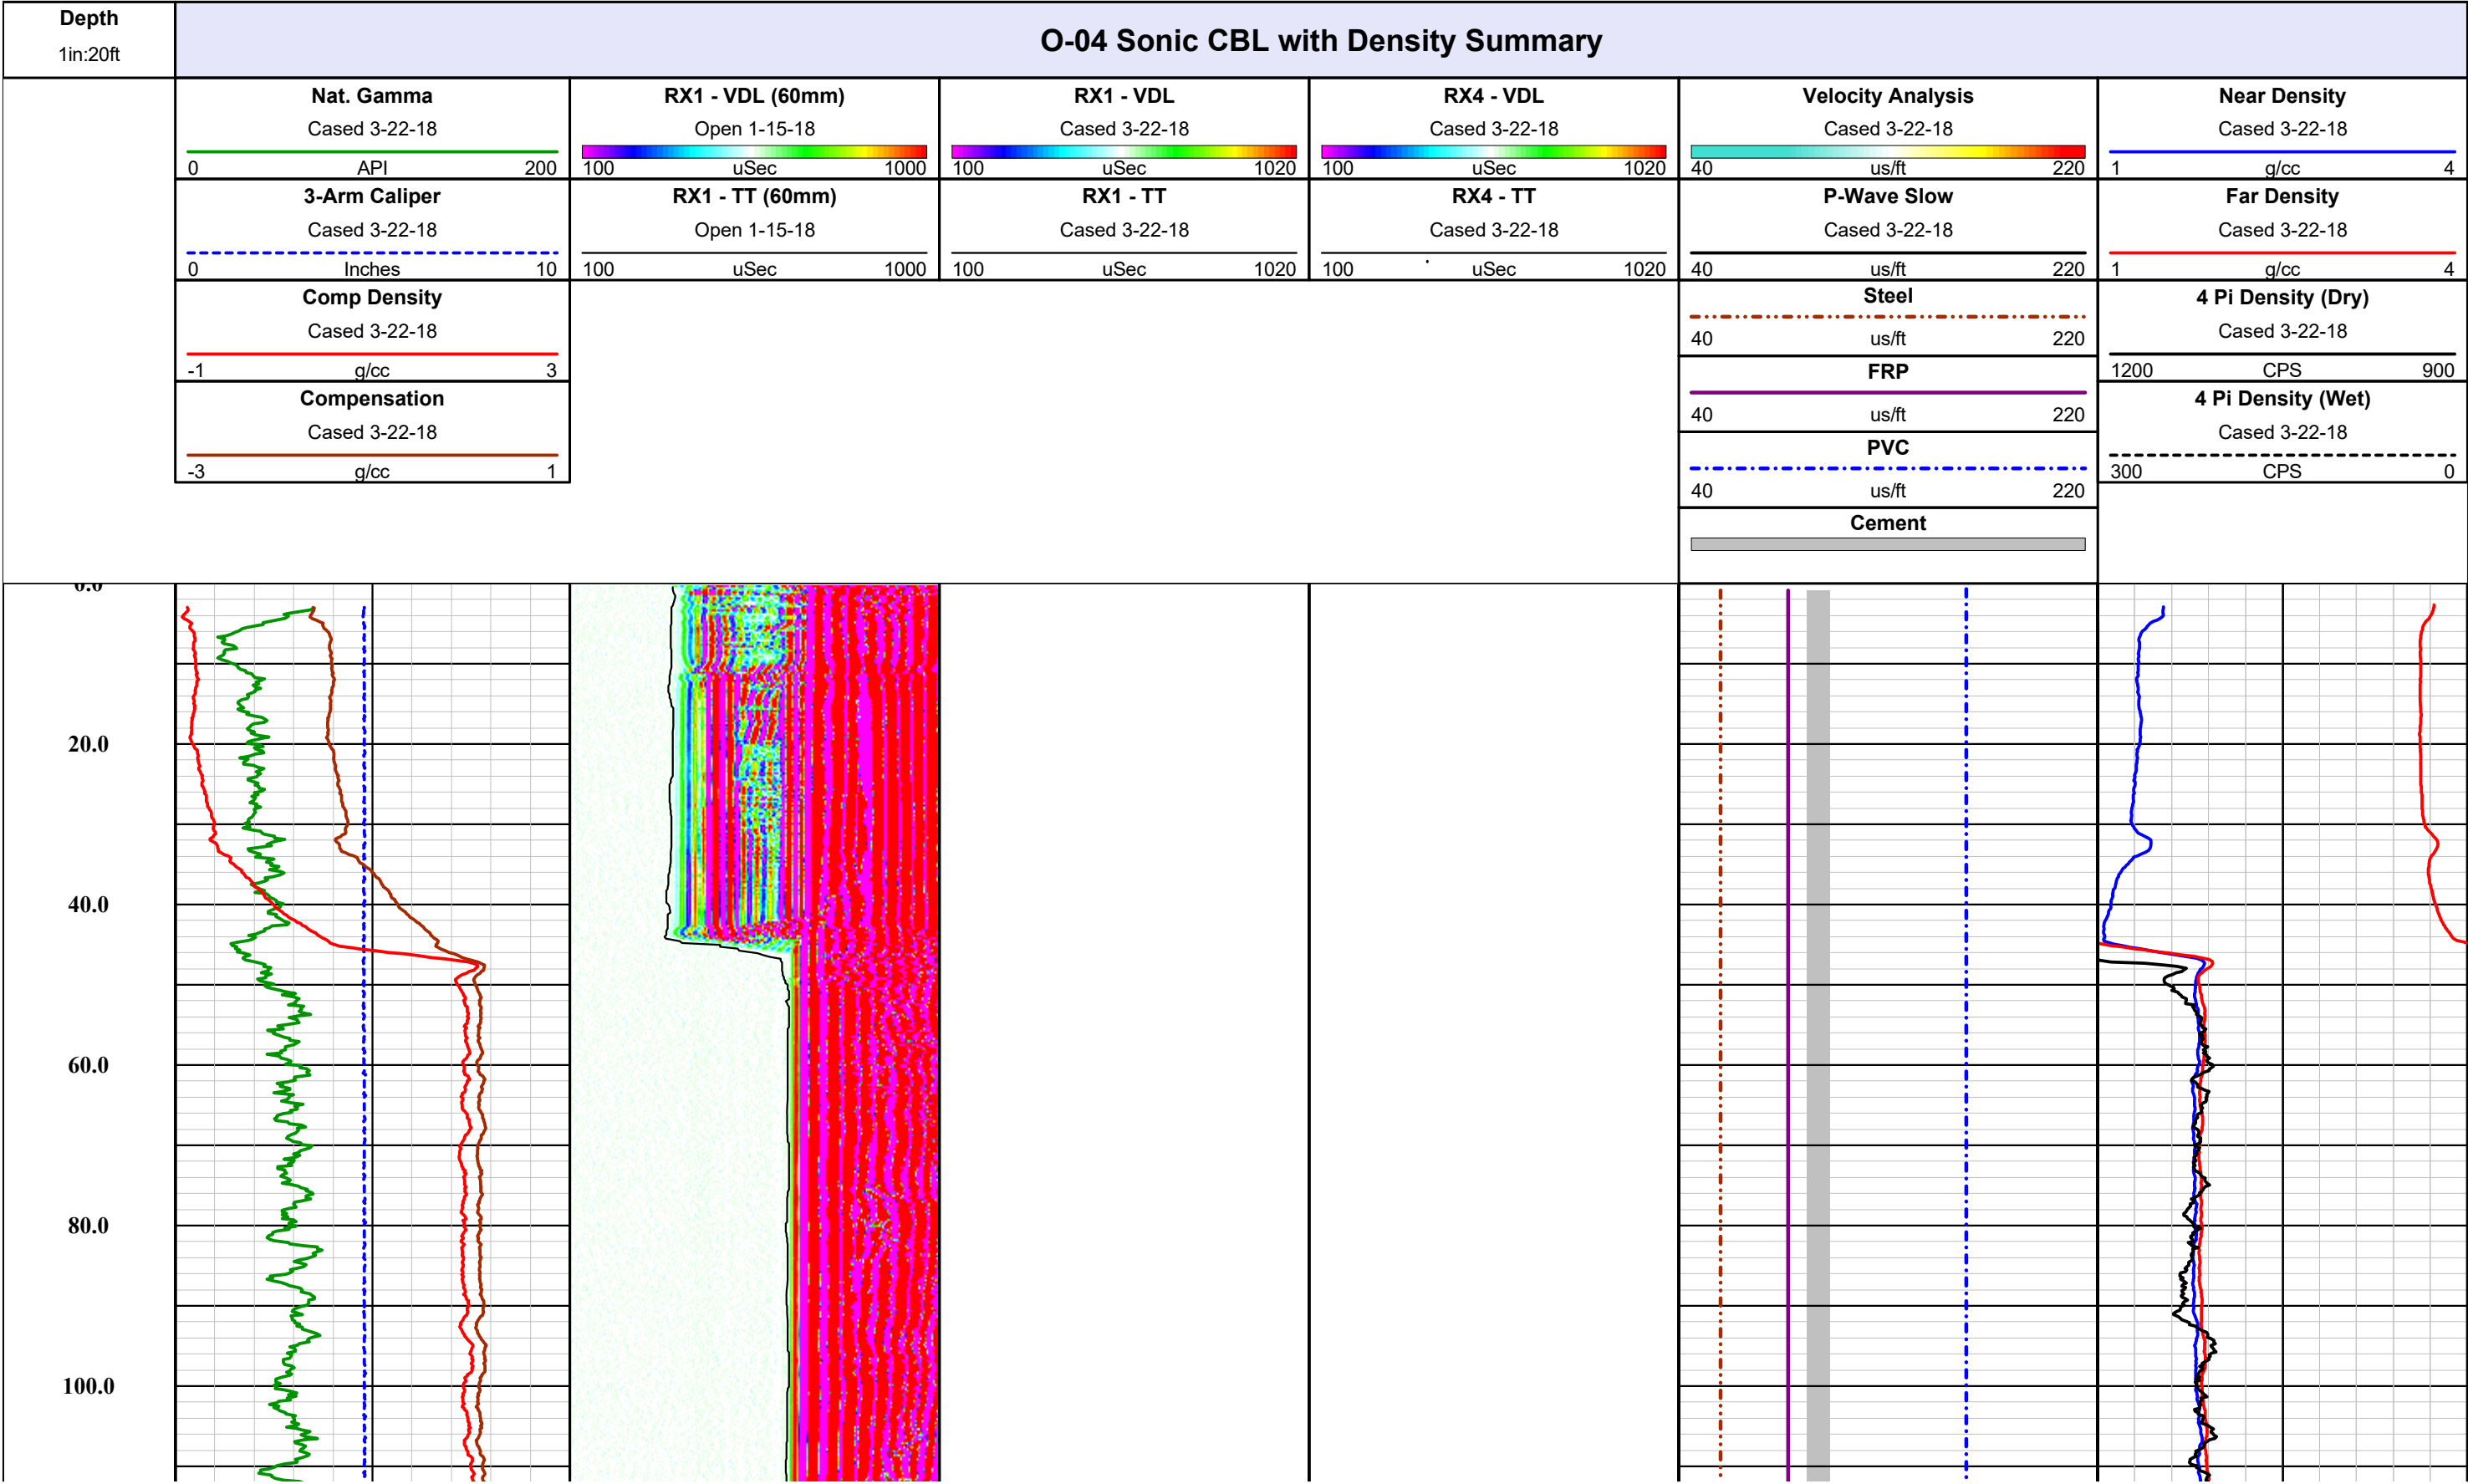 Depth
1in:20ft
O-04 Sonic CBL with Density Summary
Nat. Gamma
Cased 3-22-18
0 API 200
3-Arm Caliper
Cased 3-22-18
0 Inches 10
Comp Density
Cased 3-22-18
-1 g/cc 3
Compensation
Cased 3-22-18
-3 g/cc 1
RX1 - VDL (60mm)
Open 1-15-18
100 uSec 1000
RX1 - TT (60mm)
Open 1-15-18
100 uSec 1000
RX1 - VDL
Cased 3-22-18
100 uSec 1020
RX1 - TT
Cased 3-22-18
100 uSec 1020
RX4 - VDL
Cased 3-22-18
100 uSec 1020
RX4 - TT
Cased 3-22-18
100 uSec 1020
Velocity Analysis
Cased 3-22-18
40 us/ft 220
P-Wave Slow
Cased 3-22-18
40 us/ft 220
Steel
40 us/ft 220
FRP
40 us/ft 220
PVC
40 us/ft 220
Cement
Near Density
Cased 3-22-18
1 g/cc 4
Far Density
Cased 3-22-18
1 g/cc 4
4 Pi Density (Dry)
Cased 3-22-18
1200 CPS 900
4 Pi Density (Wet)
Cased 3-22-18
300 CPS 0
0.0
20.0
40.0
60.0
80.0
100.0